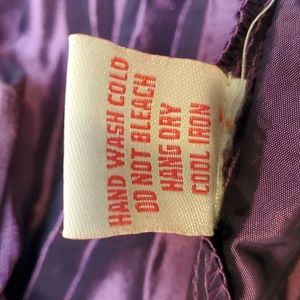 HAND WASH COLD
DO NOT BLEACH
HANG DRY
COOL IRON